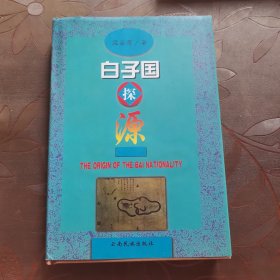 白子国
探
源
THE ORIGIN OF THE BAI NATIONALITY
云南民族出版社